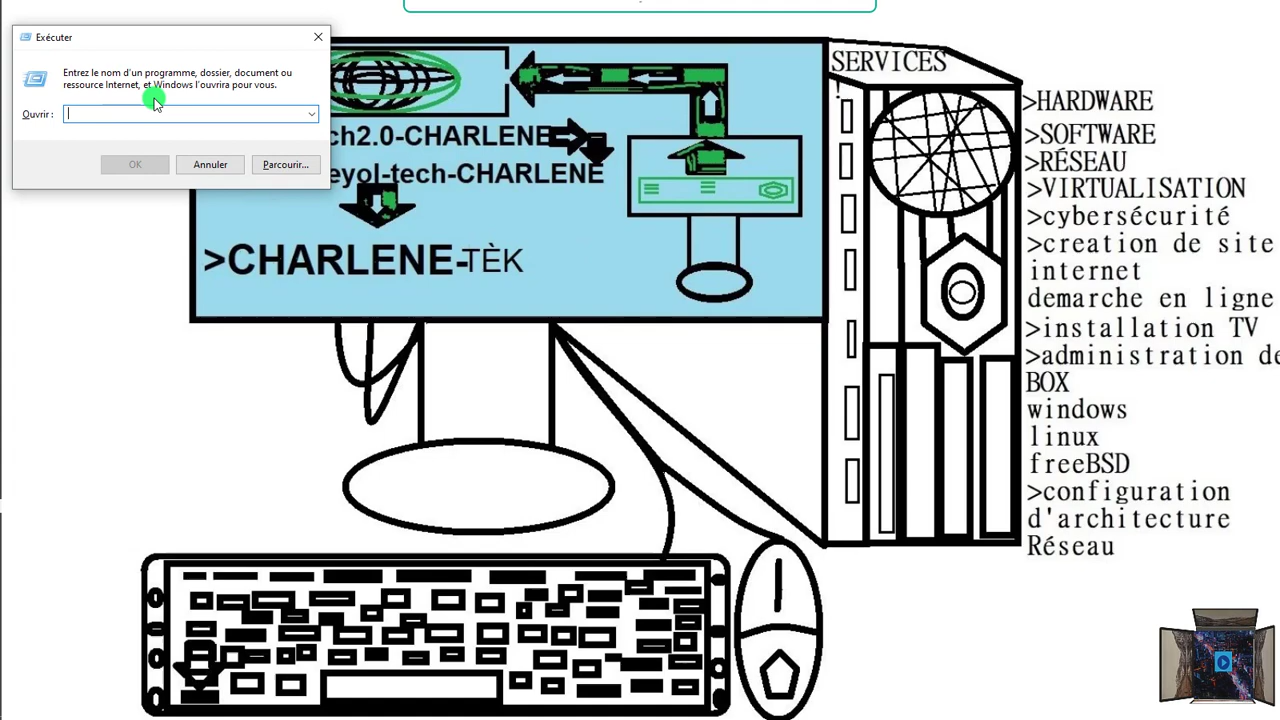 Exécuter
Entrez le nom d'un programme, dossier, document ou
ressource Internet, et Windows l'ouvrira pour vous.
Ouvrir :
OK
Annuler
Parcourir...
ch2.0-CHARLENE
eyol-tech-CHARLENE
>CHARLENE-TÈK
SERVICES
!
>HARDWARE
>SOFTWARE
>RÉSEAU
>VIRTUALISATION
>cybersécurité
>creation de site
internet
demarche en ligne
>installation TV
>administration de
BOX
windows
linux
freeBSD
>configuration
d'architecture
Réseau